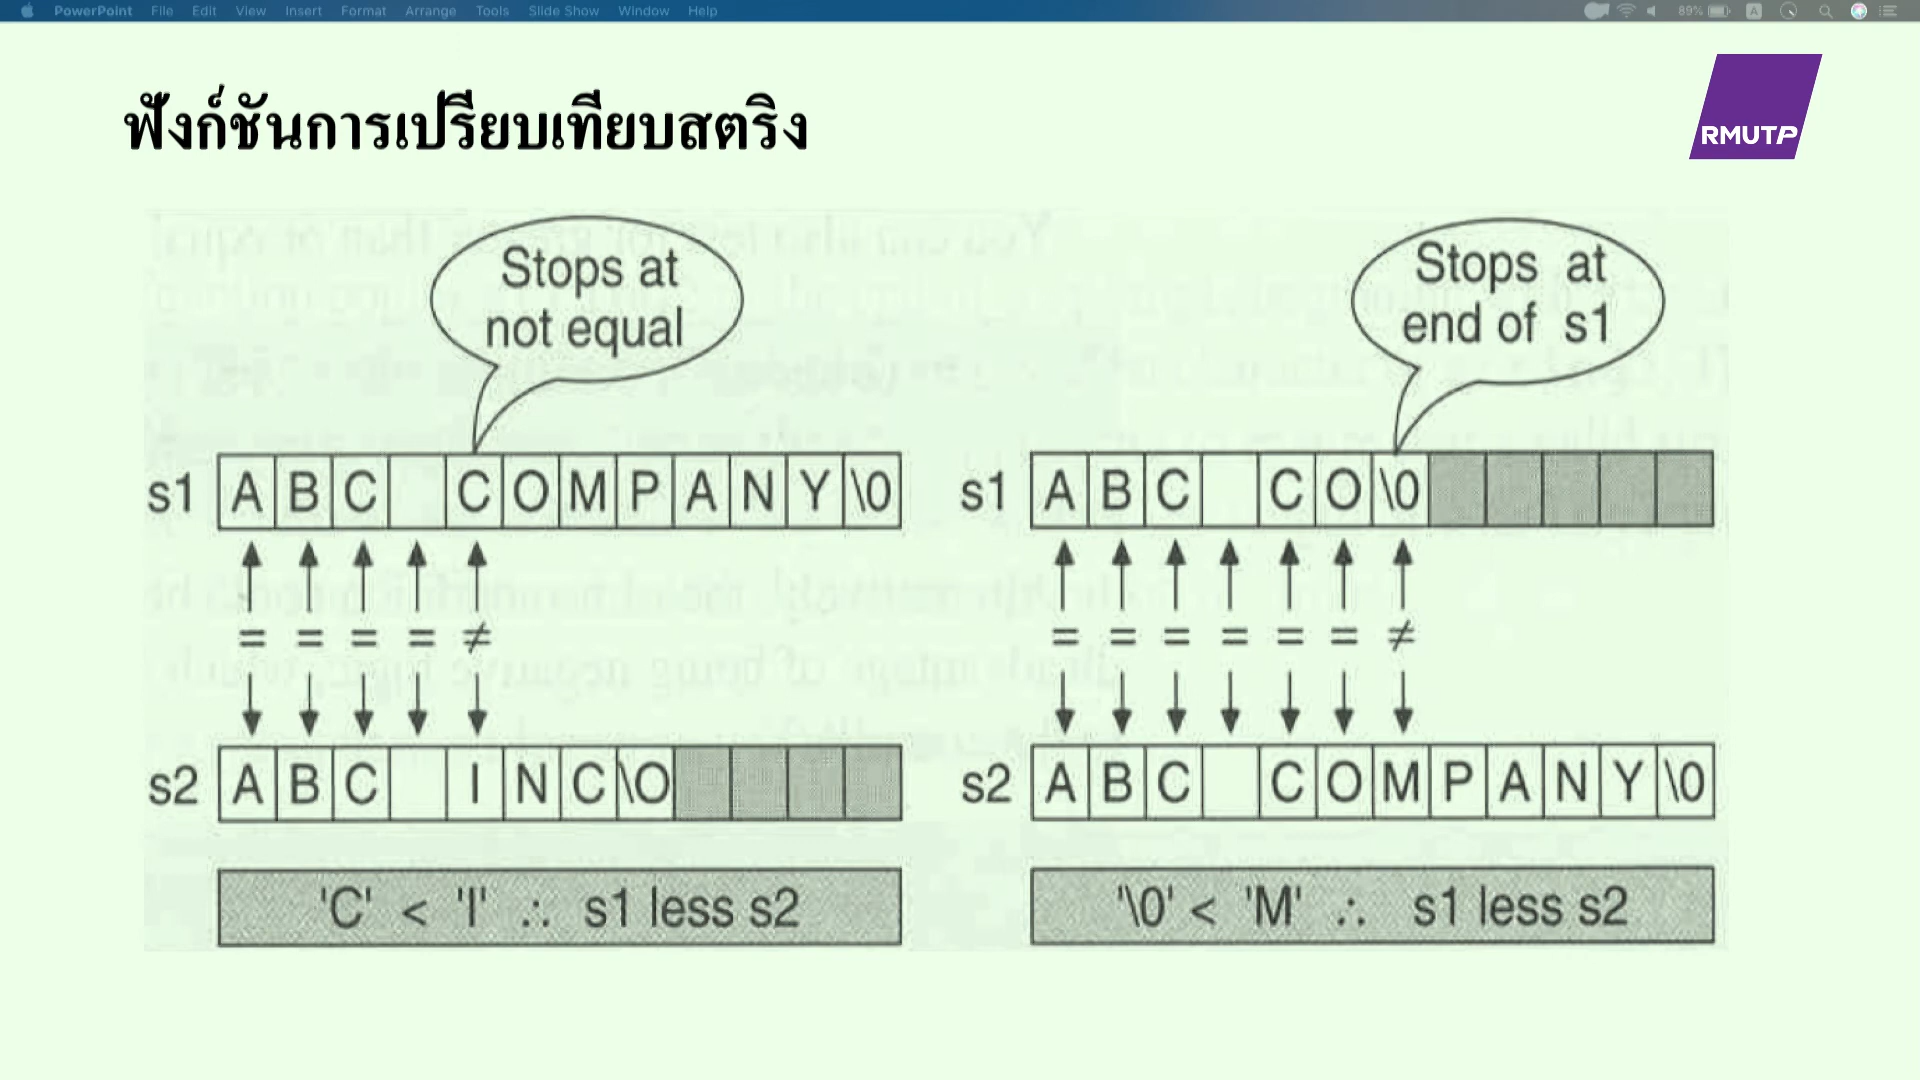 PowerPoint File Edit View Insert Format Arrange Tools Slide Show Window Help 89% A
ฟังก์ชันการเปรียบเทียบสตริง
RMUTP
Stops at
not equal
s1 A B C C O M P A N Y \0
= = = = ≠
s2 A B C I N C \O
'C' < 'I' ∴ s1 less s2
Stops at
end of s1
s1 A B C C O \0
= = = = = = ≠
s2 A B C C O M P A N Y \0
'\0' < 'M' ∴ s1 less s2